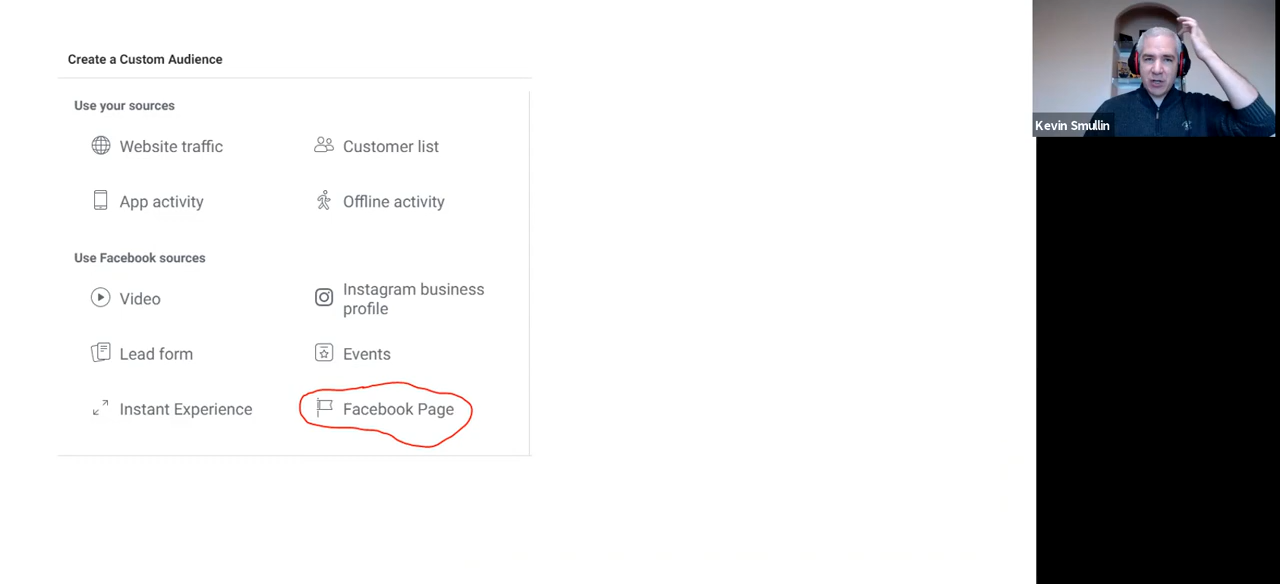 Create a Custom Audience
Use your sources
Website traffic
Customer list
App activity
Offline activity
Use Facebook sources
Video
Instagram business
profile
Lead form
Events
Instant Experience
Facebook Page
Kevin Smullin